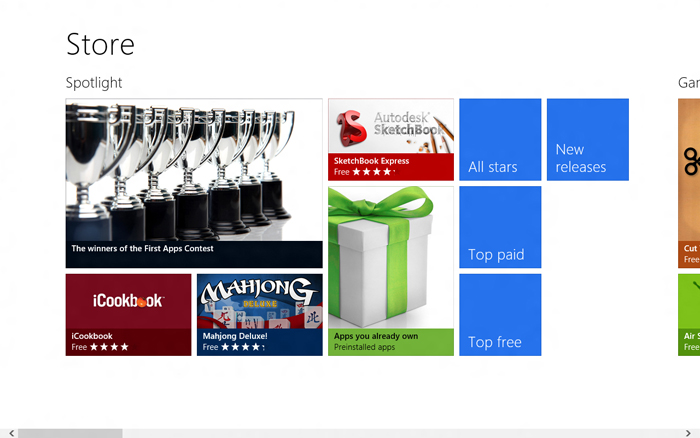 Store
Spotlight
Gar
The winners of the First Apps Contest
Autodesk
SketchBook
SketchBook Express
Free
All stars
New
releases
iCookbook
iCookbook
Free
MAHJONG
DELUXE
Mahjong Deluxe!
Free
Apps you already own
Preinstalled apps
Top paid
Top free
Cut
Free
Air S
Free